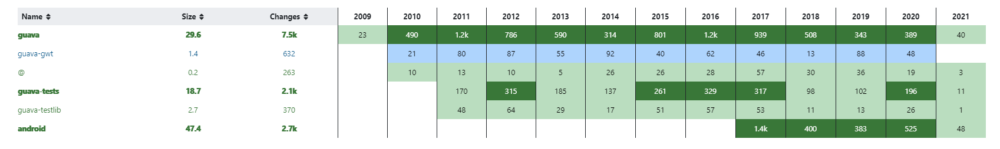 Name Size Changes 2009 2010 2011 2012 2013 2014 2015 2016 2017 2018 2019 2020 2021
guava 29.6 7.5k 23 490 1.2k 786 590 314 801 1.2k 939 508 343 389 40
guava-gwt 1.4 632 21 80 87 55 92 40 62 46 13 88 48
@ 0.2 263 10 13 10 5 26 26 28 57 30 36 19 3
guava-tests 18.7 2.1k 170 315 185 137 261 329 317 98 102 196 11
guava-testlib 2.7 370 48 64 29 17 51 57 53 11 13 26 1
android 47.4 2.7k 1.4k 400 383 525 48